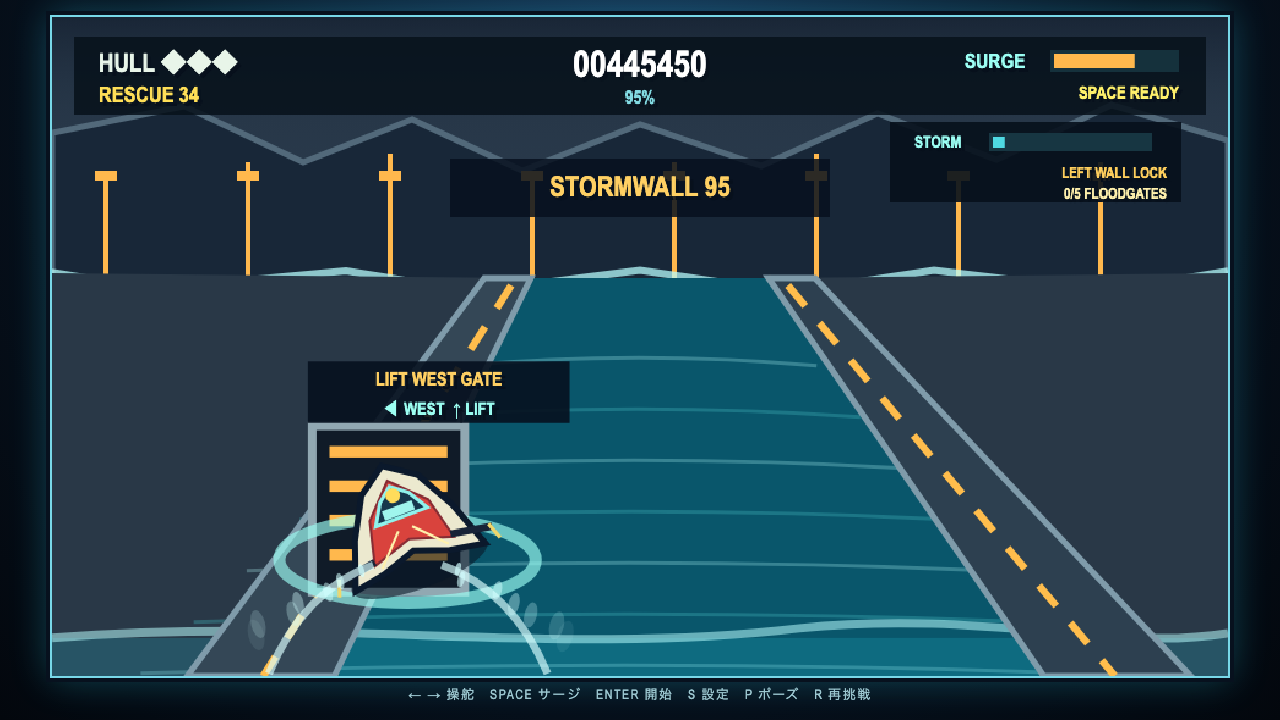 HULL
RESCUE 34
00445450
95%
SURGE
SPACE READY
STORM
LEFT WALL LOCK
0/5 FLOODGATES
STORMWALL 95
LIFT WEST GATE
◀ WEST ↑ LIFT
← → 操舵 SPACE サージ ENTER 開始 S 設定 P ポーズ R 再挑戦